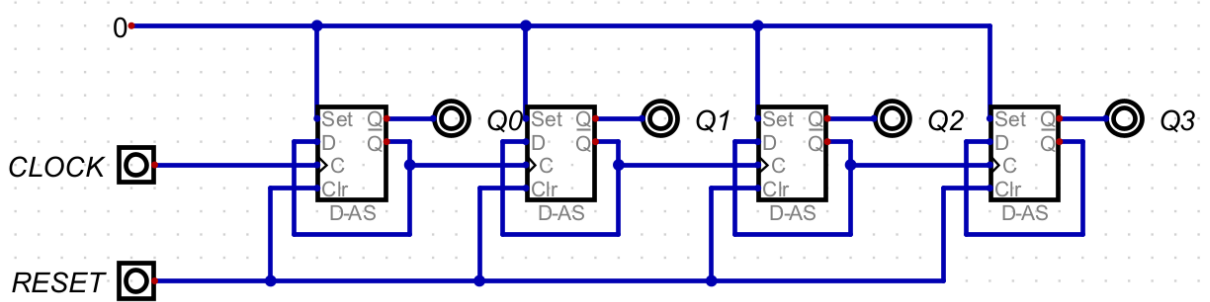 0
Set Q Q0 Set Q Q1 Set Q Q2 Set Q Q3
D Q̅ D Q̅ D Q̅ D Q̅
CLOCK C C C C
Clr Clr Clr Clr
D-AS D-AS D-AS D-AS
RESET